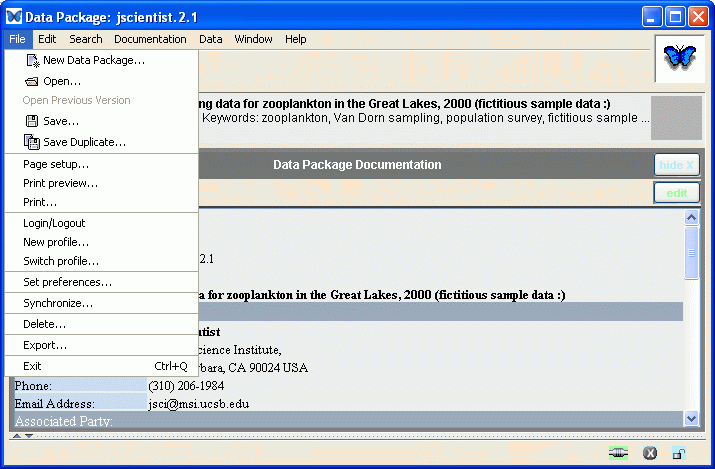 Data Package: jscientist.2.1
File Edit Search Documentation Data Window Help
New Data Package...
Open...
Open Previous Version
Save...
Save Duplicate...
Page setup...
Print preview...
Print...
Login/Logout
New profile...
Switch profile...
Set preferences...
Synchronize...
Delete...
Export...
Exit Ctrl+Q
ng data for zooplankton in the Great Lakes, 2000 (fictitious sample data :)
Keywords: zooplankton, Van Dorn sampling, population survey, fictitious sample ...
Data Package Documentation
hide X
edit
2.1
a for zooplankton in the Great Lakes, 2000 (fictitious sample data :)
ntist
cience Institute,
rbara, CA 90024 USA
Phone: (310) 206-1984
Email Address: jsci@msi.ucsb.edu
Associated Party: